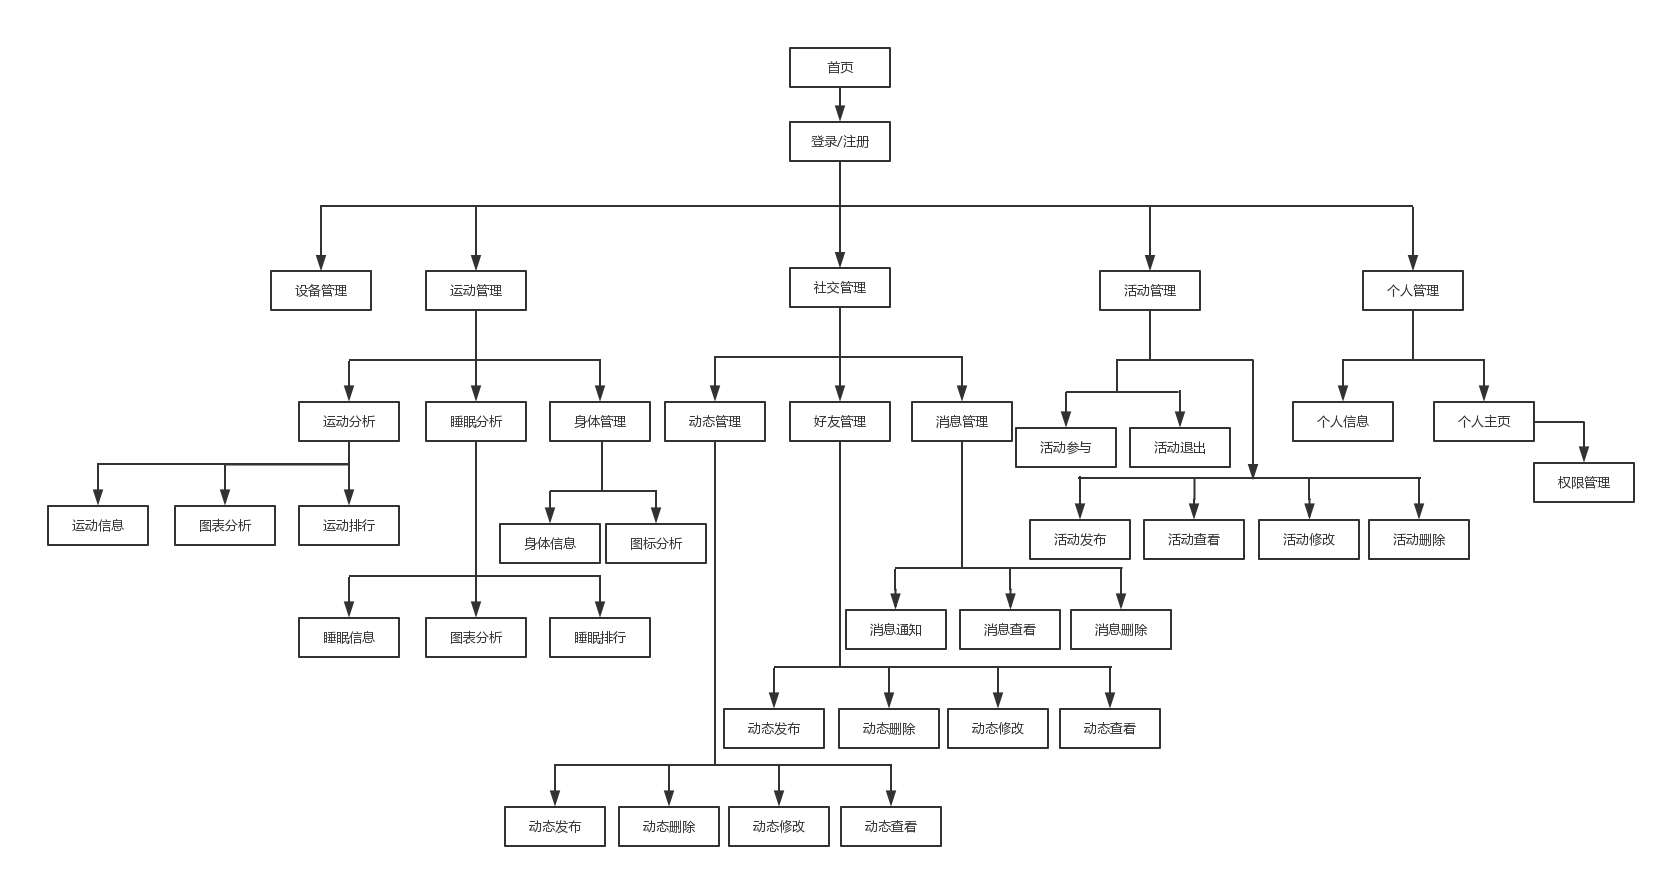 首页
登录/注册
设备管理
运动管理
社交管理
活动管理
个人管理
运动分析
睡眠分析
身体管理
动态管理
好友管理
消息管理
活动参与
活动退出
个人信息
个人主页
权限管理
运动信息
图表分析
运动排行
身体信息
图标分析
活动发布
活动查看
活动修改
活动删除
睡眠信息
图表分析
睡眠排行
消息通知
消息查看
消息删除
动态发布
动态删除
动态修改
动态查看
动态发布
动态删除
动态修改
动态查看